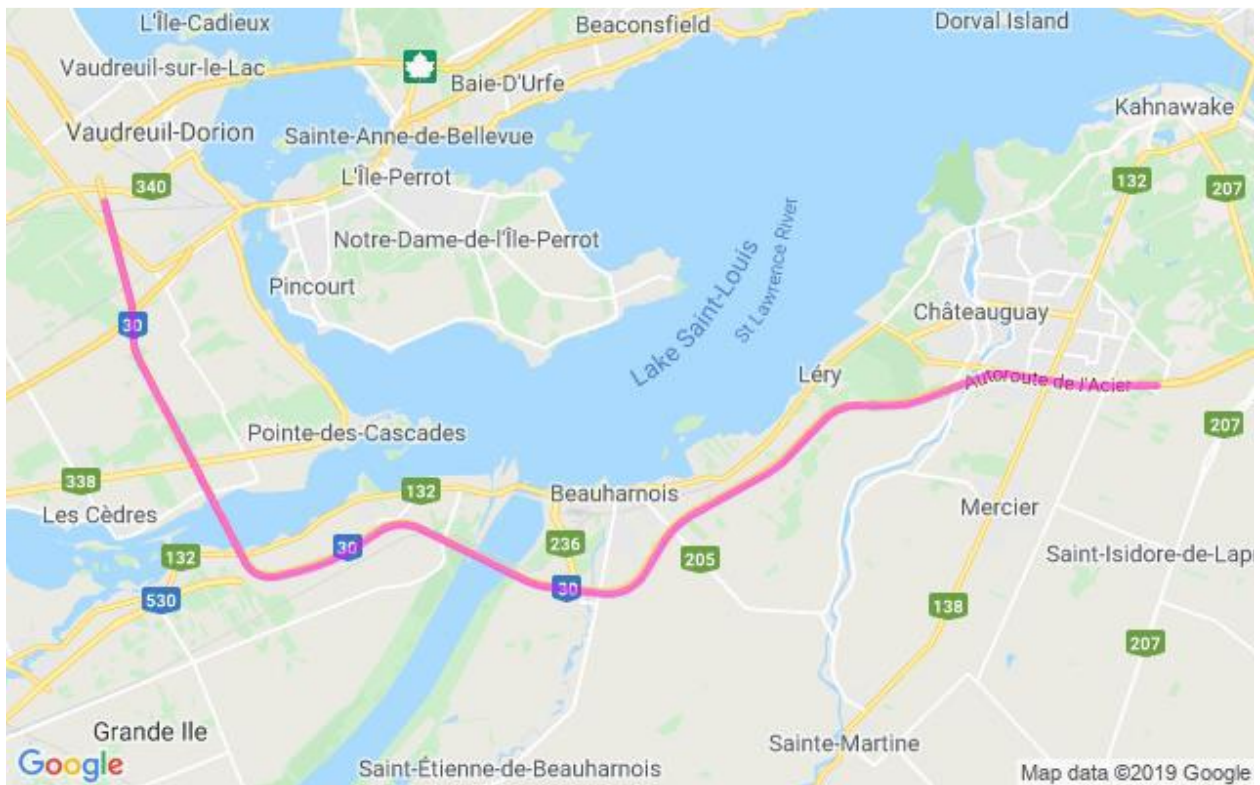 L'Île-Cadieux
Beaconsfield
Dorval Island
Vaudreuil-sur-le-Lac
Baie-D'Urfe
Kahnawake
Vaudreuil-Dorion
Sainte-Anne-de-Bellevue
340
L'Île-Perrot
132
207
Notre-Dame-de-l'Île-Perrot
Lake Saint-Louis
St Lawrence River
Pincourt
30
Châteauguay
Léry
Autoroute de l'Acier
207
Pointe-des-Cascades
338
132
Beauharnois
Les Cèdres
Mercier
132
30
236
205
Saint-Isidore-de-Lap
530
30
138
207
Grande Ile
Sainte-Martine
Google
Saint-Étienne-de-Beauharnois
Map data ©2019 Google